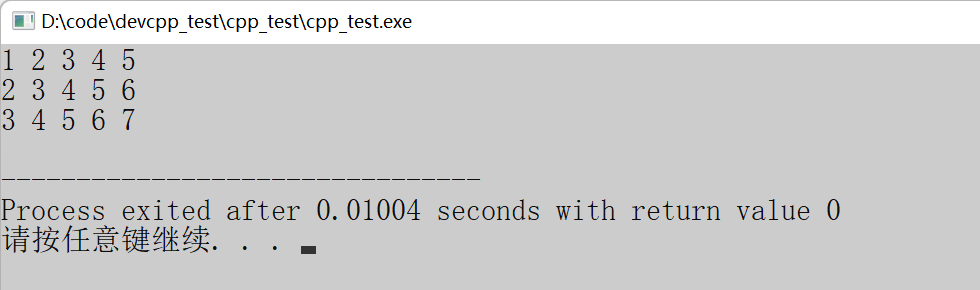 D:\code\devcpp_test\cpp_test\cpp_test.exe
1 2 3 4 5
2 3 4 5 6
3 4 5 6 7
--------------------------------
Process exited after 0.01004 seconds with return value 0
请按任意键继续. . .